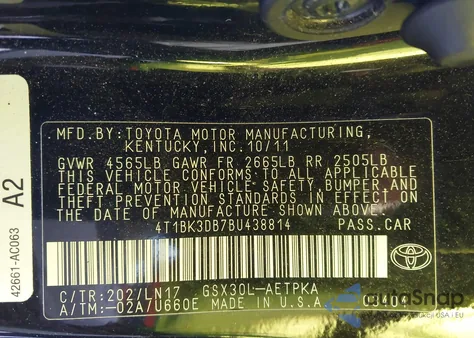 MFD.BY:TOYOTA MOTOR MANUFACTURING,
KENTUCKY,INC.10/11
GVWR 4565LB GAWR FR 2665LB RR 2505LB
THIS VEHICLE CONFORMS TO ALL APPLICABLE
FEDERAL MOTOR VEHICLE SAFETY, BUMPER, AND
THEFT PREVENTION STANDARDS IN EFFECT ON
THE DATE OF MANUFACTURE SHOWN ABOVE.
4T1BK3DB7BU438814 PASS.CAR
C/TR:202/LN17 GSX30L-AETPKA
A/TM:-02A/U660E MADE IN U.S.A.
TOYOTA
A2
42661-AC063
autoSnap